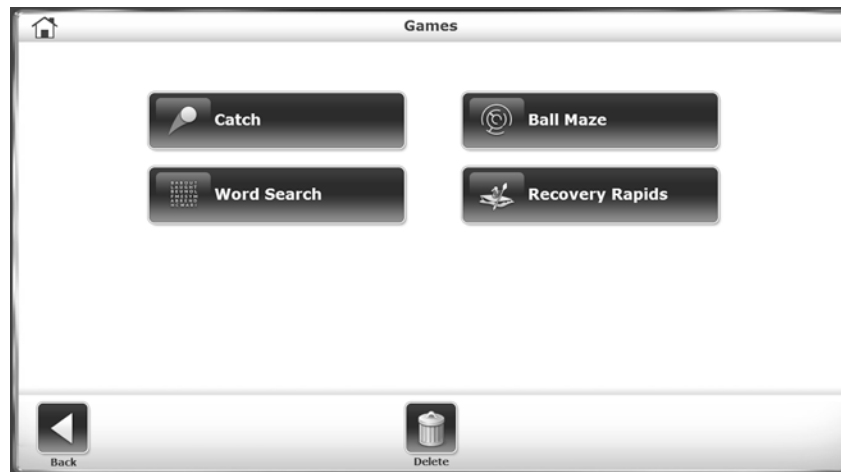 Games
Catch
Ball Maze
Word Search
Recovery Rapids
Back
Delete